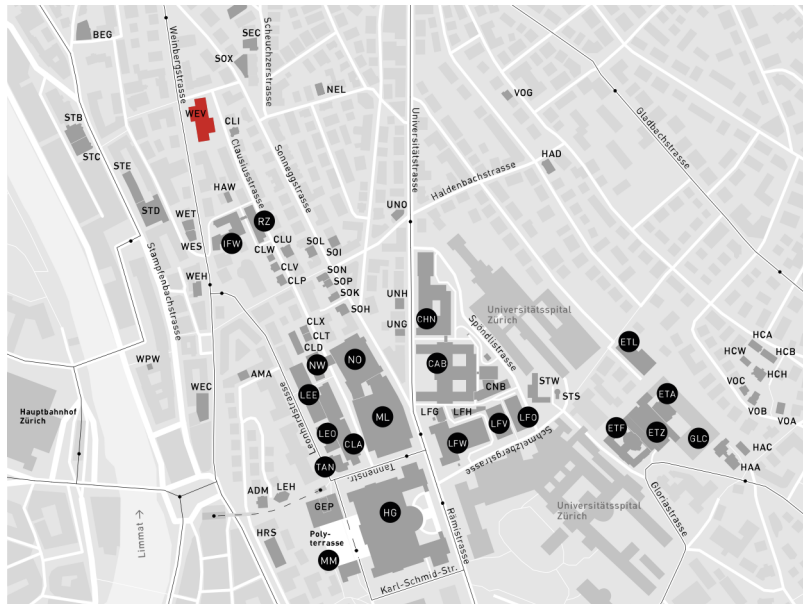 BEG
Weinbergstrasse
SEC
Scheuchzerstrasse
SOX
NEL
VOG
Gladbachstrasse
WEV
CLI
STB
STC
STE
STD
Clausiusstrasse
Sonneggstrasse
Universitätstrasse
Haldenbachstrasse
HAD
HAW
UNO
WET
WES
IFW
RZ
CLU
CLW
SOL
SOI
CLV
CLP
SON
SOP
SOK
SOH
WEH
Stampfenbachstrasse
UNH
UNG
CHN
Universitätsspital
Zürich
Spöndlistrasse
CLX
CLT
CLD
NW
NO
CAB
CNB
STW
STS
ETL
HCA
HCW
HCB
HCH
VOC
VOB
VOA
WPW
AMA
WEC
Leonhardstrasse
LEE
ML
LFG
LFH
LFV
LFO
ETA
ETF
ETZ
GLC
HAC
HAA
Hauptbahnhof
Zürich
LEO
CLA
LFW
Schmelzbergstrasse
TAN
Tannenstr.
ADM
LEH
GEP
HG
Rämistrasse
Universitätsspital
Zürich
Gloriastrasse
Limmat →
HRS
Poly-
terrasse
MM
Karl-Schmid-Str.